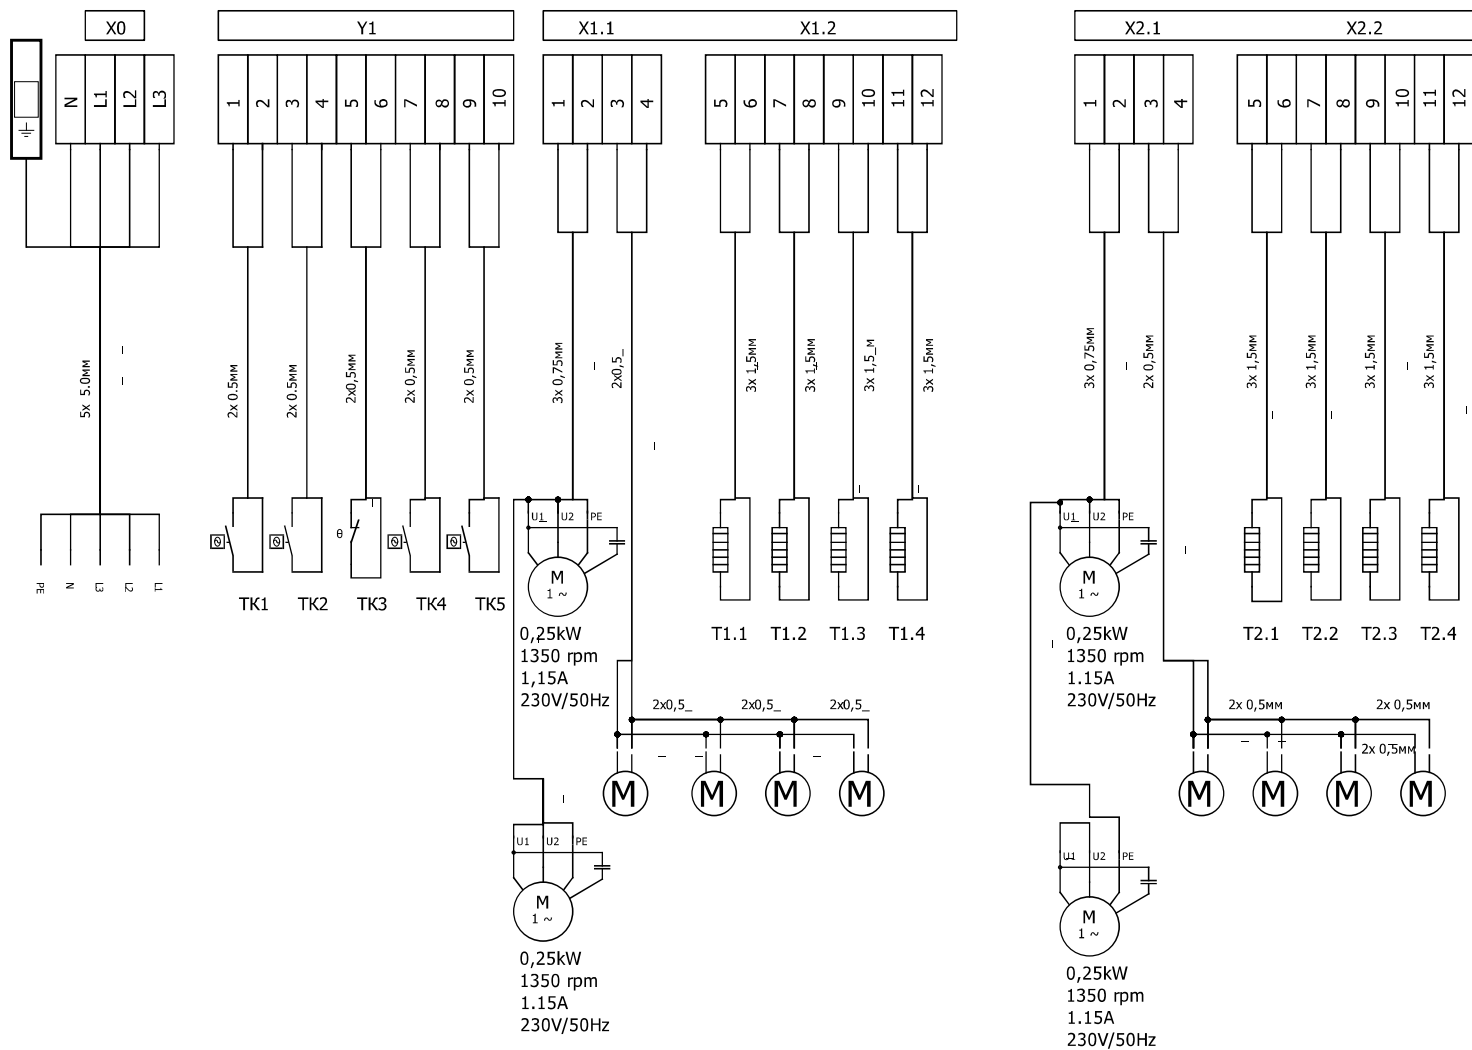 X0
Y1
X1.1
X1.2
X2.1
X2.2
N
L1
L2
L3
1
2
3
4
5
6
7
8
9
10
1
2
3
4
5
6
7
8
9
10
11
12
1
2
3
4
5
6
7
8
9
10
11
12
5x 5.0мм
2x 0.5мм
2x 0.5мм
2x0,5мм
2x 0,5мм
2x 0,5мм
3x 0,75мм
2x0,5_
3x 1,5мм
3x 1,5мм
3x 1,5_м
3x 1,5мм
3x 0,75мм
2x 0,5мм
3x 1,5мм
3x 1,5мм
3x 1,5мм
3x 1,5мм
PE
N
L3
L2
L1
θ
θ
θ
θ
θ
TK1
TK2
TK3
TK4
TK5
U1
U2
PE
M
1 ~
0,25kW
1350 rpm
1,15A
230V/50Hz
T1.1
T1.2
T1.3
T1.4
U1
U2
PE
M
1 ~
0,25kW
1350 rpm
1.15A
230V/50Hz
T2.1
T2.2
T2.3
T2.4
2x0,5_
2x0,5_
2x0,5_
M
M
M
M
2x 0,5мм
2x 0,5мм
2x 0,5мм
M
M
M
M
U1
U2
PE
M
1 ~
0,25kW
1350 rpm
1.15A
230V/50Hz
U1
U2
PE
M
1 ~
0,25kW
1350 rpm
1.15A
230V/50Hz